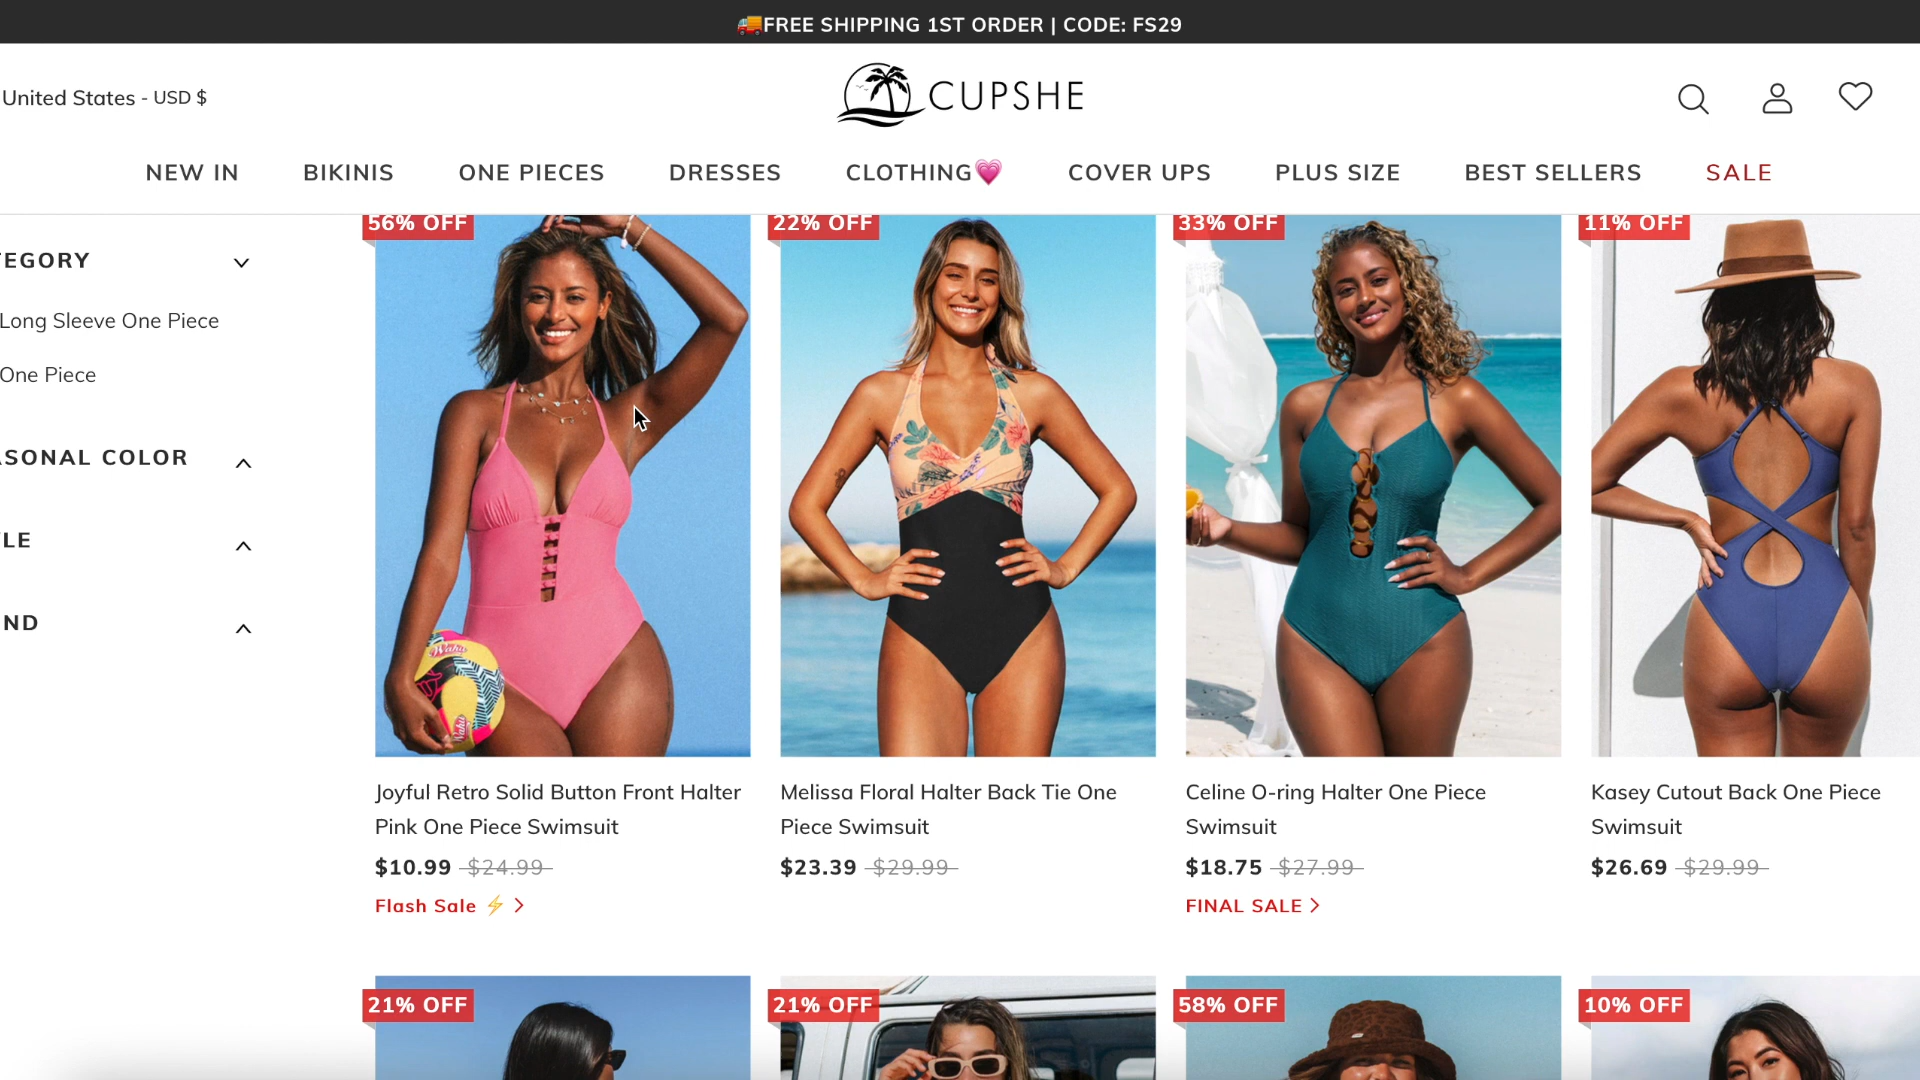 FREE SHIPPING 1ST ORDER | CODE: FS29
United States - USD $
CUPSHE
NEW IN
BIKINIS
ONE PIECES
DRESSES
CLOTHING
COVER UPS
PLUS SIZE
BEST SELLERS
SALE
56% OFF
22% OFF
33% OFF
11% OFF
TEGORY
Long Sleeve One Piece
One Piece
ASONAL COLOR
LE
ND
Wahu
Wahu
Joyful Retro Solid Button Front Halter
Pink One Piece Swimsuit
$10.99 $24.99
Flash Sale ⚡ >
Melissa Floral Halter Back Tie One
Piece Swimsuit
$23.39 $29.99
Celine O-ring Halter One Piece
Swimsuit
$18.75 $27.99
FINAL SALE >
Kasey Cutout Back One Piece
Swimsuit
$26.69 $29.99
21% OFF
21% OFF
58% OFF
10% OFF